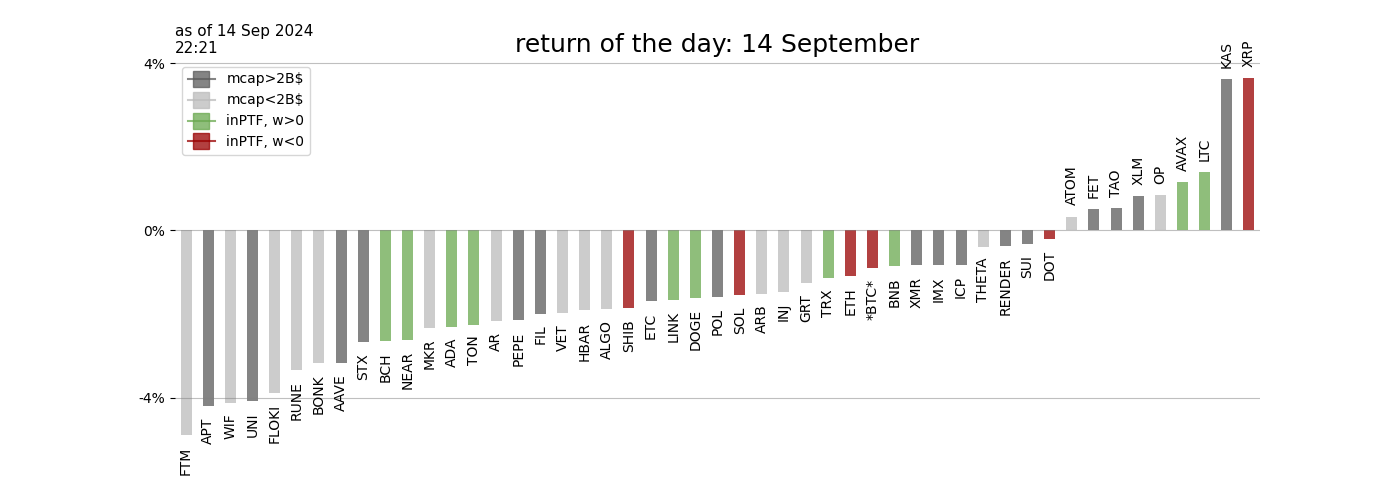 as of 14 Sep 2024
22:21
return of the day: 14 September
4%
0%
-4%
mcap>2B$
mcap<2B$
inPTF, w>0
inPTF, w<0
FTM
APT
WIF
UNI
FLOKI
RUNE
BONK
AAVE
STX
BCH
NEAR
MKR
ADA
TON
AR
PEPE
FIL
VET
HBAR
ALGO
SHIB
ETC
LINK
DOGE
POL
SOL
ARB
INJ
GRT
TRX
ETH
*BTC*
BNB
XMR
IMX
ICP
THETA
RENDER
SUI
DOT
ATOM
FET
TAO
XLM
OP
AVAX
LTC
KAS
XRP